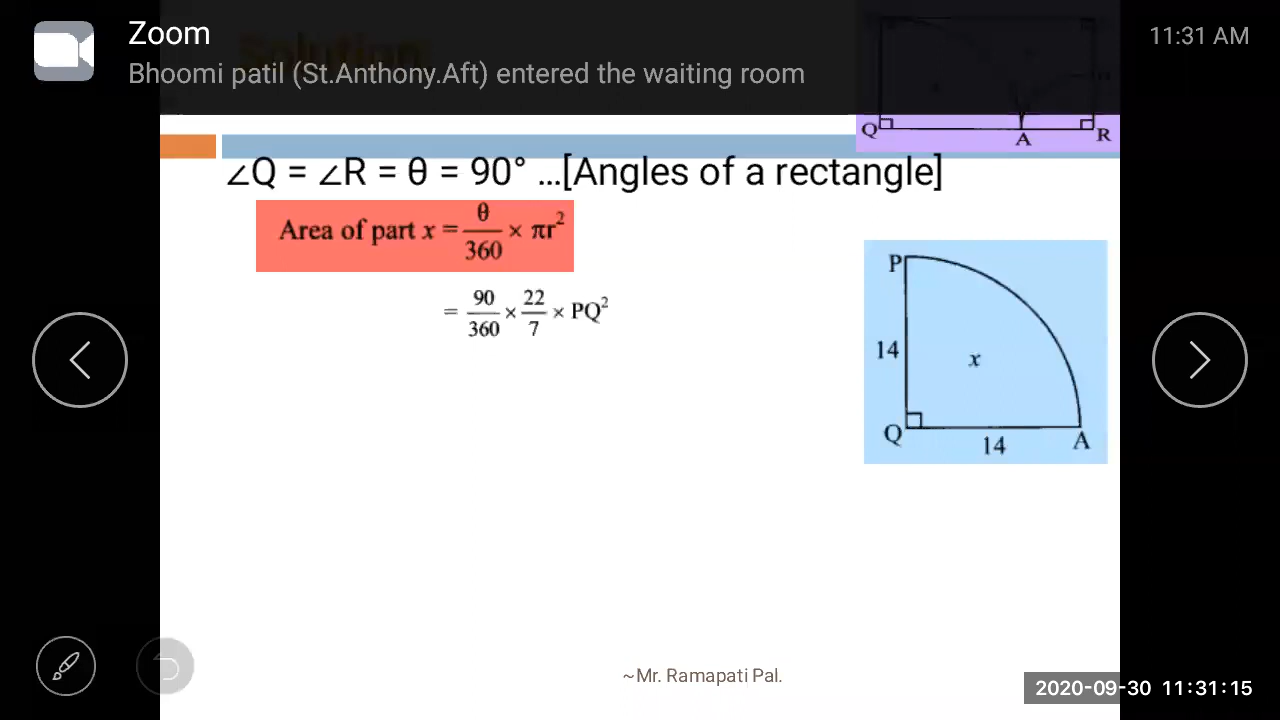 Zoom
11:31 AM
Bhoomi patil (St.Anthony.Aft) entered the waiting room
Solution
Q A R
∠Q = ∠R = θ = 90° ...[Angles of a rectangle]
Area of part x = θ/360 × πr²
= 90/360 × 22/7 × PQ²
P
14
x
Q
14
A
~Mr. Ramapati Pal.
2020-09-30 11:31:15